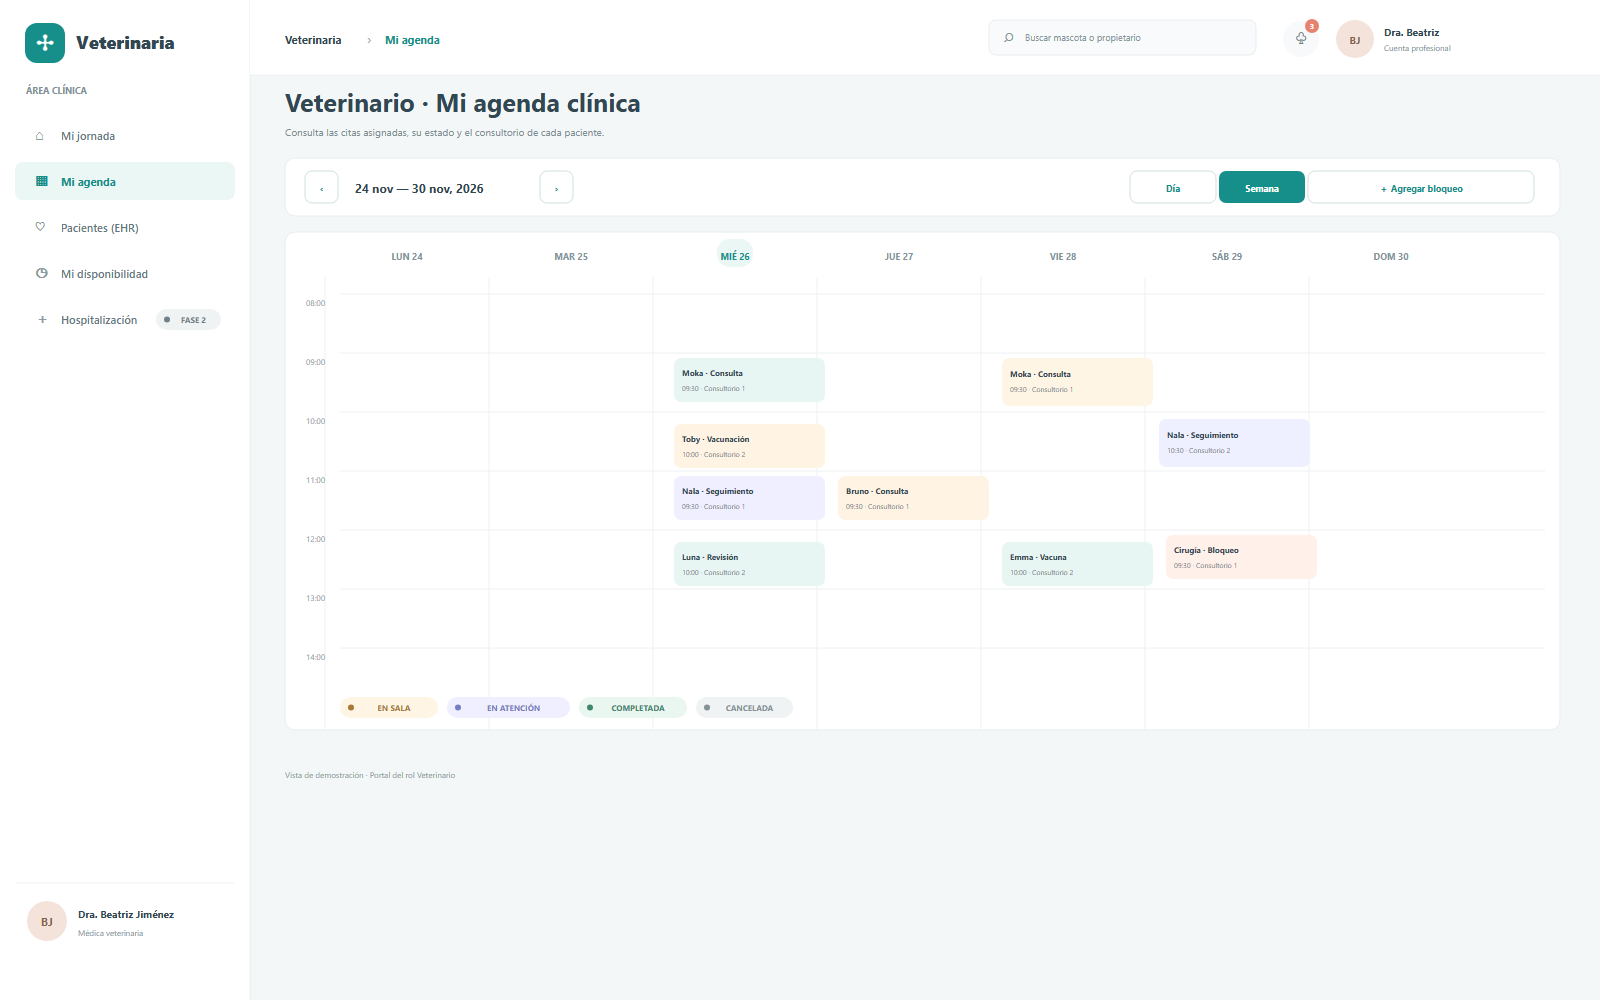 Veterinaria
ÁREA CLÍNICA
Mi jornada
Mi agenda
Pacientes (EHR)
Mi disponibilidad
Hospitalización FASE 2
Dra. Beatriz Jiménez
BJ
Médica veterinaria
Veterinaria › Mi agenda
Buscar mascota o propietario
3
BJ
Dra. Beatriz
Cuenta profesional
Veterinario · Mi agenda clínica
Consulta las citas asignadas, su estado y el consultorio de cada paciente.
‹ 24 nov — 30 nov, 2026 ›
Día Semana + Agregar bloqueo
LUN 24 MAR 25 MIÉ 26 JUE 27 VIE 28 SÁB 29 DOM 30
08:00
09:00
Moka · Consulta
09:30 · Consultorio 1
Moka · Consulta
09:30 · Consultorio 1
10:00
Toby · Vacunación
10:00 · Consultorio 2
Nala · Seguimiento
10:30 · Consultorio 2
11:00
Nala · Seguimiento
09:30 · Consultorio 1
Bruno · Consulta
09:30 · Consultorio 1
12:00
Luna · Revisión
10:00 · Consultorio 2
Emma · Vacuna
10:00 · Consultorio 2
Cirugía · Bloqueo
09:30 · Consultorio 1
13:00
14:00
EN SALA EN ATENCIÓN COMPLETADA CANCELADA
Vista de demostración · Portal del rol Veterinario